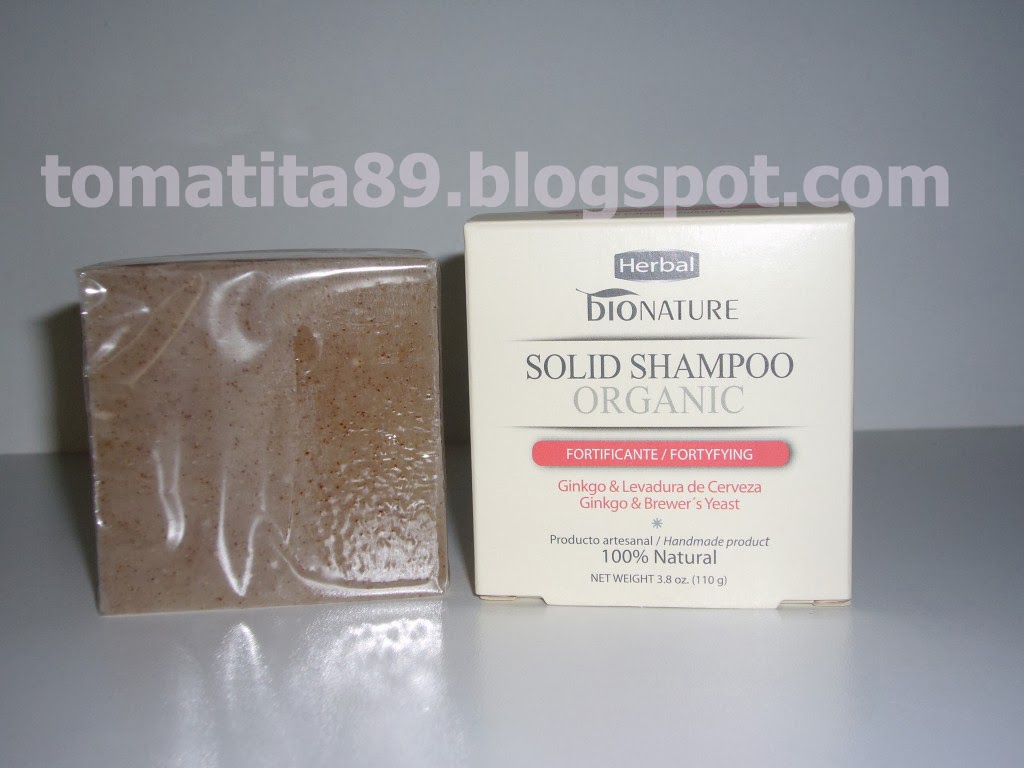 tomatita89.blogspot.com
Herbal
bIONATURE
SOLID SHAMPOO
ORGANIC
FORTIFICANTE / FORTYFYING
Ginkgo & Levadura de Cerveza
Ginkgo & Brewer´s Yeast
Producto artesanal / Handmade product
100% Natural
NET WEIGHT 3.8 oz. (110 g)